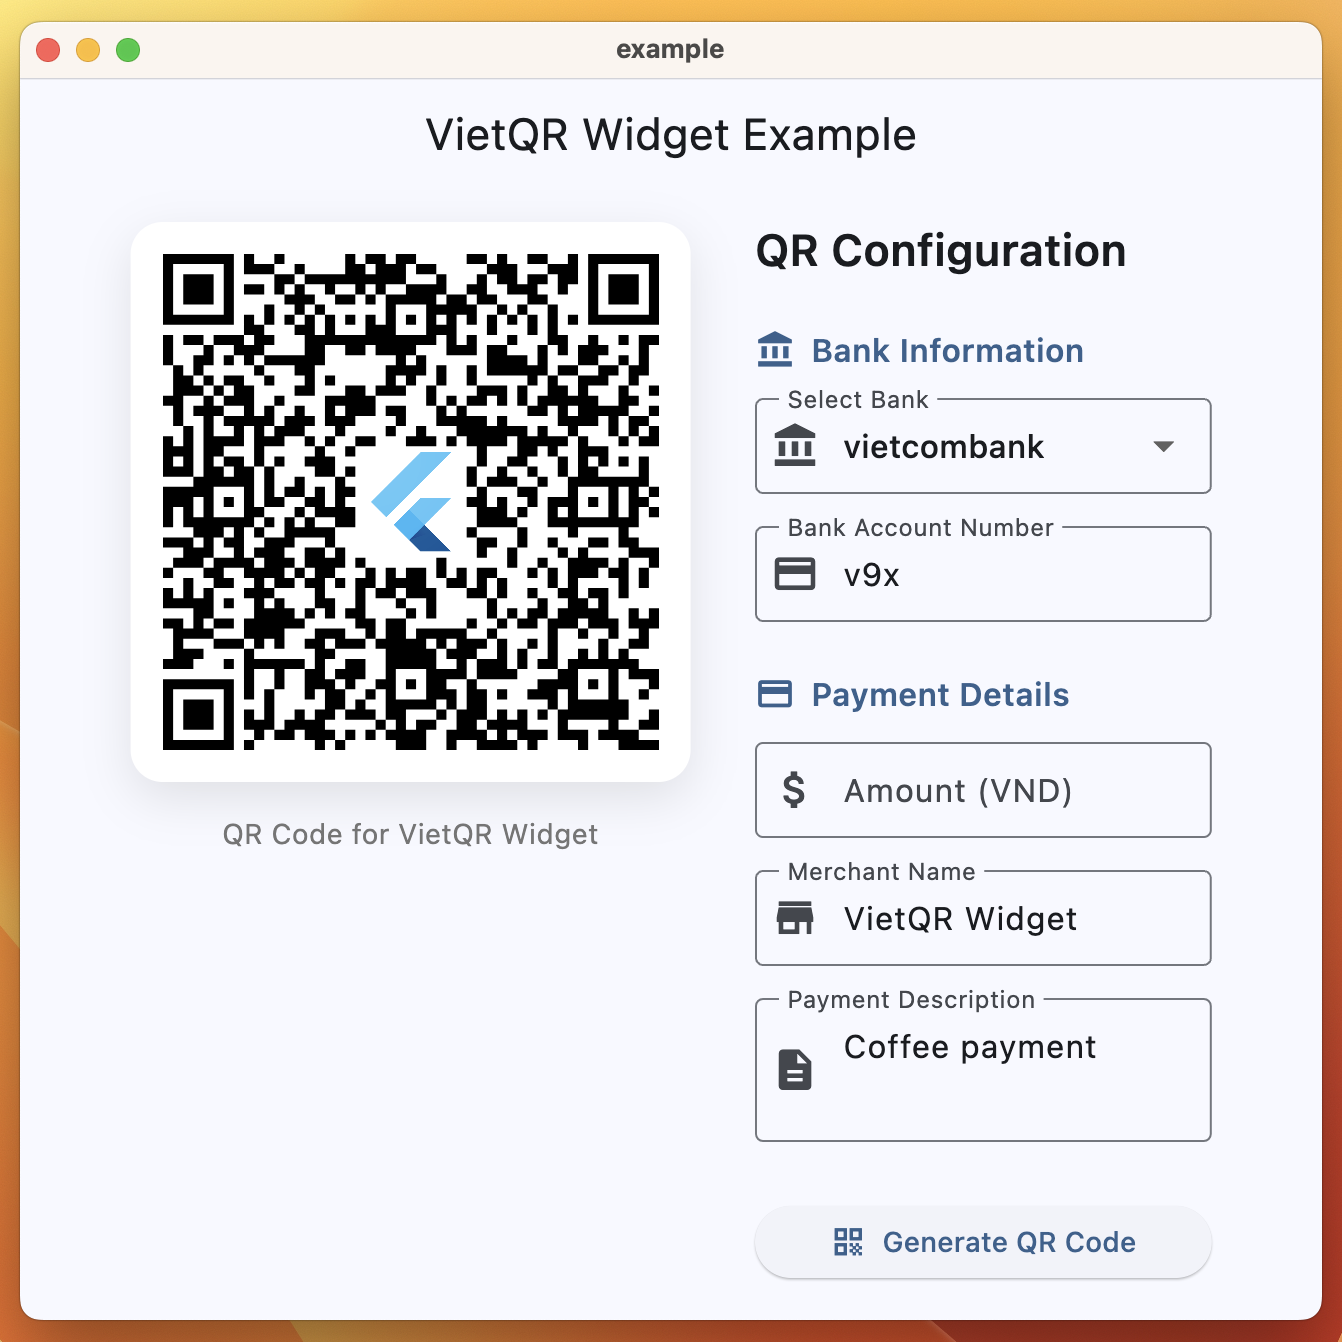 example
VietQR Widget Example
QR Code for VietQR Widget
QR Configuration
Bank Information
Select Bank
vietcombank
Bank Account Number
v9x
Payment Details
$ Amount (VND)
Merchant Name
VietQR Widget
Payment Description
Coffee payment
Generate QR Code